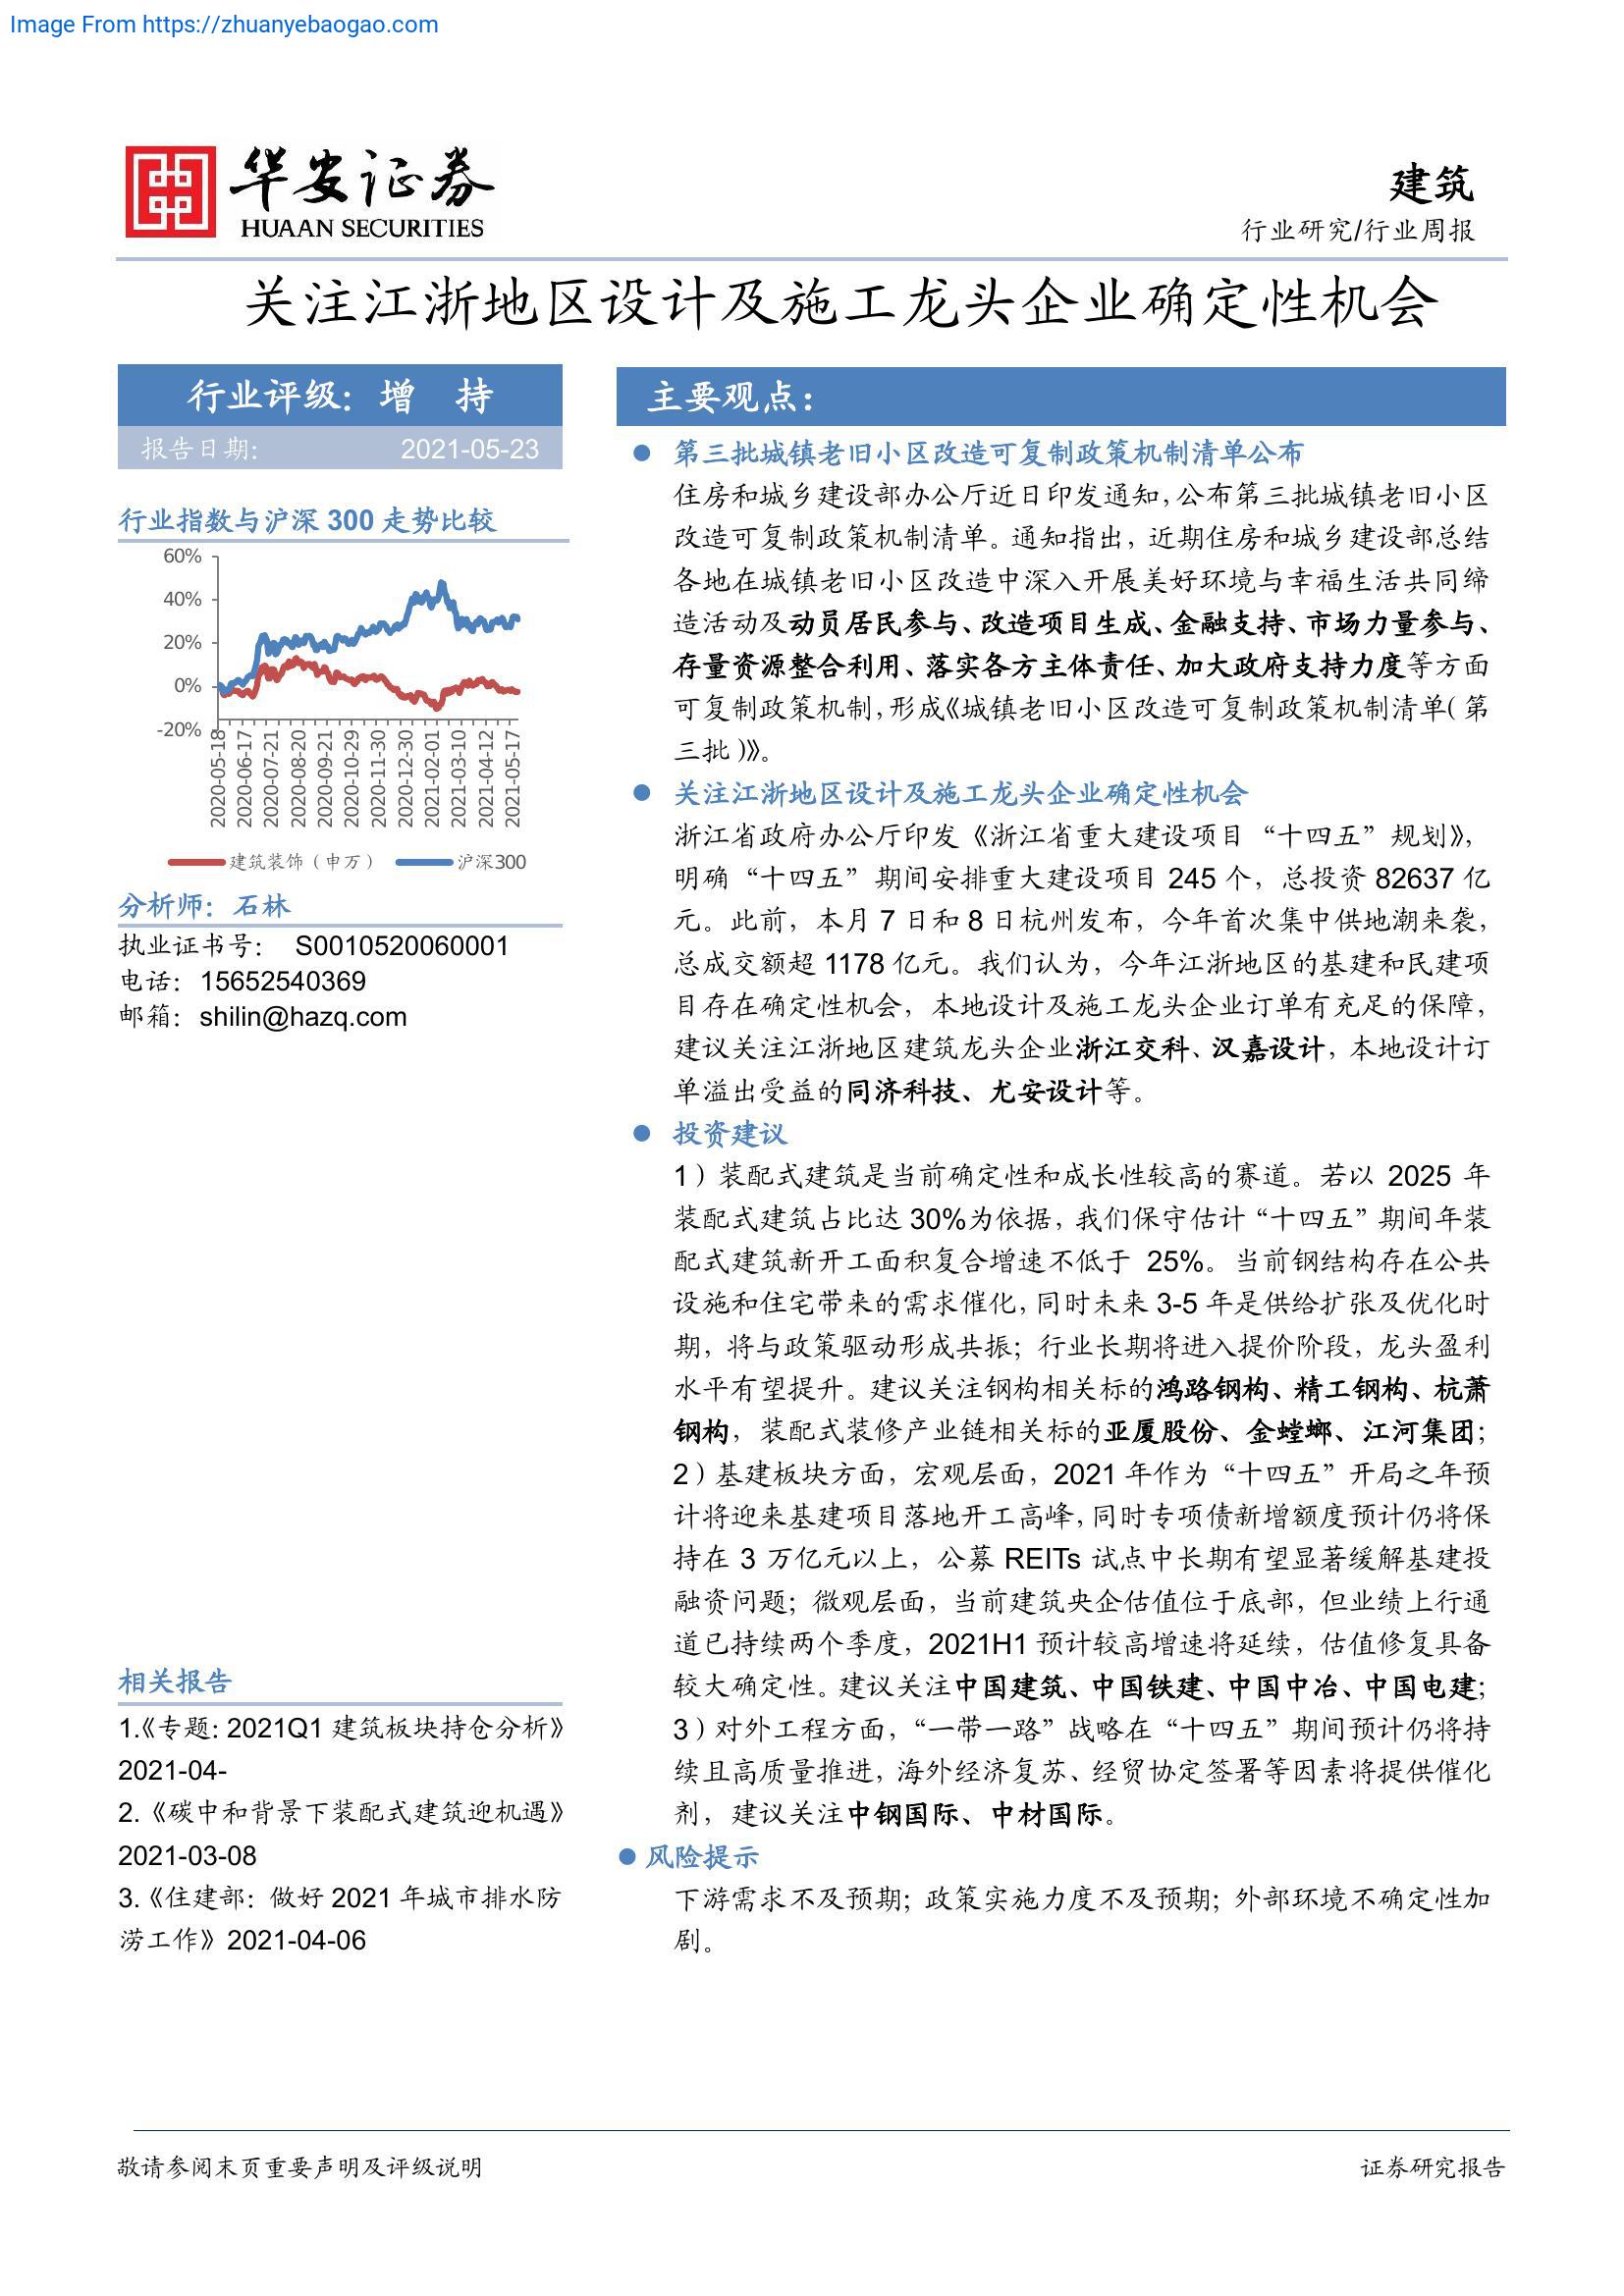 Image From https://zhuanyebaogao.com
华安证券
HUAAN SECURITIES
建筑
行业研究/行业周报
关注江浙地区设计及施工龙头企业确定性机会
行业评级：增 持
报告日期： 2021-05-23
行业指数与沪深 300 走势比较
60%
40%
20%
0%
-20%
2020-05-18
2020-06-17
2020-07-21
2020-08-20
2020-09-21
2020-10-29
2020-11-30
2020-12-30
2021-02-01
2021-03-10
2021-04-12
2021-05-17
建筑装饰（申万） 沪深300
分析师：石林
执业证书号： S0010520060001
电话：15652540369
邮箱：shilin@hazq.com
相关报告
1.《专题：2021Q1 建筑板块持仓分析》
2021-04-
2.《碳中和背景下装配式建筑迎机遇》
2021-03-08
3.《住建部：做好 2021 年城市排水防
涝工作》2021-04-06
主要观点：
● 第三批城镇老旧小区改造可复制政策机制清单公布
住房和城乡建设部办公厅近日印发通知，公布第三批城镇老旧小区
改造可复制政策机制清单。通知指出，近期住房和城乡建设部总结
各地在城镇老旧小区改造中深入开展美好环境与幸福生活共同缔
造活动及动员居民参与、改造项目生成、金融支持、市场力量参与、
存量资源整合利用、落实各方主体责任、加大政府支持力度等方面
可复制政策机制，形成《城镇老旧小区改造可复制政策机制清单（第
三批）》。
● 关注江浙地区设计及施工龙头企业确定性机会
浙江省政府办公厅印发《浙江省重大建设项目“十四五”规划》，
明确“十四五”期间安排重大建设项目 245 个，总投资 82637 亿
元。此前，本月 7 日和 8 日杭州发布，今年首次集中供地潮来袭，
总成交额超 1178 亿元。我们认为，今年江浙地区的基建和民建项
目存在确定性机会，本地设计及施工龙头企业订单有充足的保障，
建议关注江浙地区建筑龙头企业浙江交科、汉嘉设计，本地设计订
单溢出受益的同济科技、尤安设计等。
● 投资建议
1）装配式建筑是当前确定性和成长性较高的赛道。若以 2025 年
装配式建筑占比达 30%为依据，我们保守估计“十四五”期间年装
配式建筑新开工面积复合增速不低于 25%。当前钢结构存在公共
设施和住宅带来的需求催化，同时未来 3-5 年是供给扩张及优化时
期，将与政策驱动形成共振；行业长期将进入提价阶段，龙头盈利
水平有望提升。建议关注钢构相关标的鸿路钢构、精工钢构、杭萧
钢构，装配式装修产业链相关标的亚厦股份、金螳螂、江河集团；
2）基建板块方面，宏观层面，2021 年作为“十四五”开局之年预
计将迎来基建项目落地开工高峰，同时专项债新增额度预计仍将保
持在 3 万亿元以上，公募 REITs 试点中长期有望显著缓解基建投
融资问题；微观层面，当前建筑央企估值位于底部，但业绩上行通
道已持续两个季度，2021H1 预计较高增速将延续，估值修复具备
较大确定性。建议关注中国建筑、中国铁建、中国中冶、中国电建；
3）对外工程方面，“一带一路”战略在“十四五”期间预计仍将持
续且高质量推进，海外经济复苏、经贸协定签署等因素将提供催化
剂，建议关注中钢国际、中材国际。
● 风险提示
下游需求不及预期；政策实施力度不及预期；外部环境不确定性加
剧。
敬请参阅末页重要声明及评级说明
证券研究报告